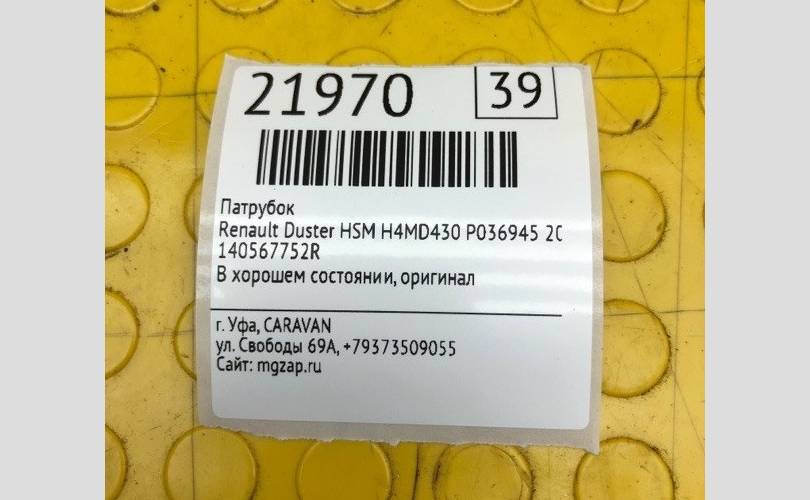 21970 39
Патрубок
Renault Duster HSM H4MD430 P036945
140567752R
В хорошем состоянии, оригинал
г. Уфа, CARAVAN
ул. Свободы 69А, +79373509055
Сайт: mgzap.ru